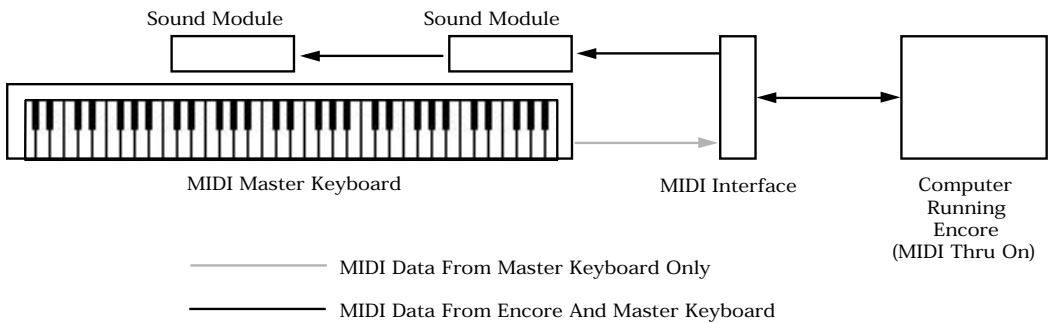 Sound Module
Sound Module
MIDI Master Keyboard
MIDI Interface
Computer
Running
Encore
(MIDI Thru On)
MIDI Data From Master Keyboard Only
MIDI Data From Encore And Master Keyboard